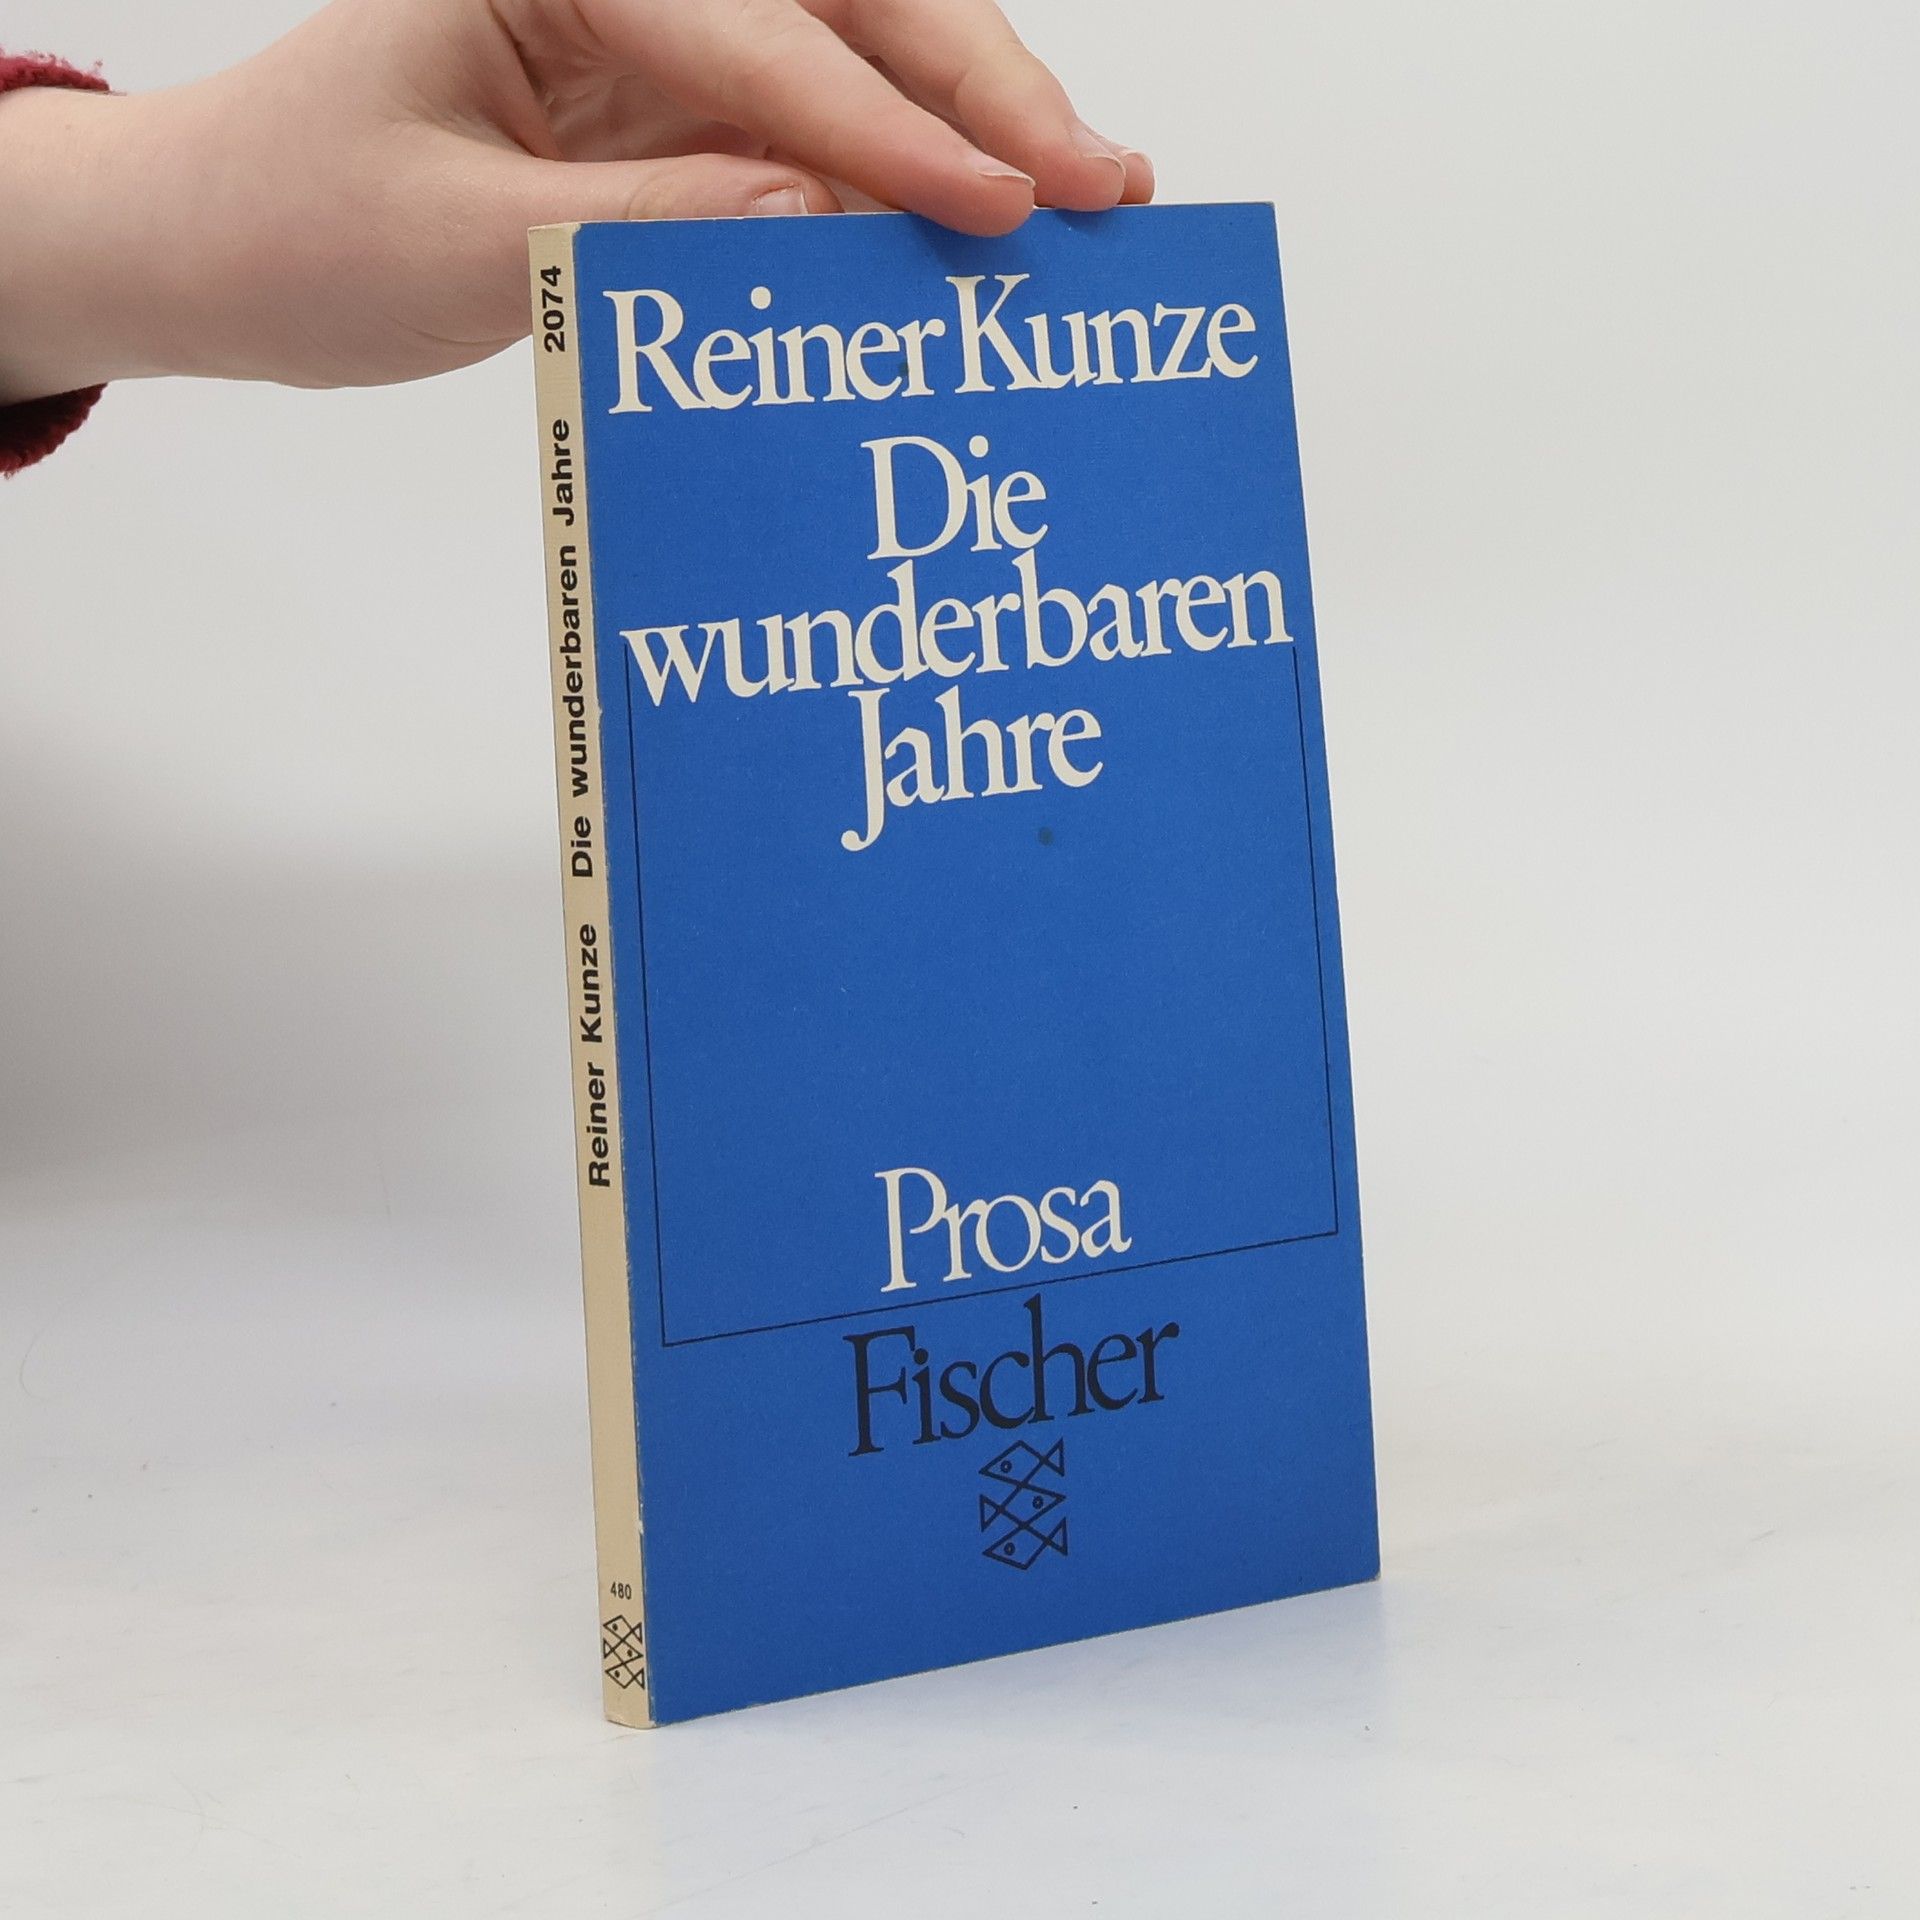 Reiner Kunze
Die
wunderbaren
Jahre
Prosa
Fischer
Reiner Kunze Die wunderbaren Jahre 2074
480